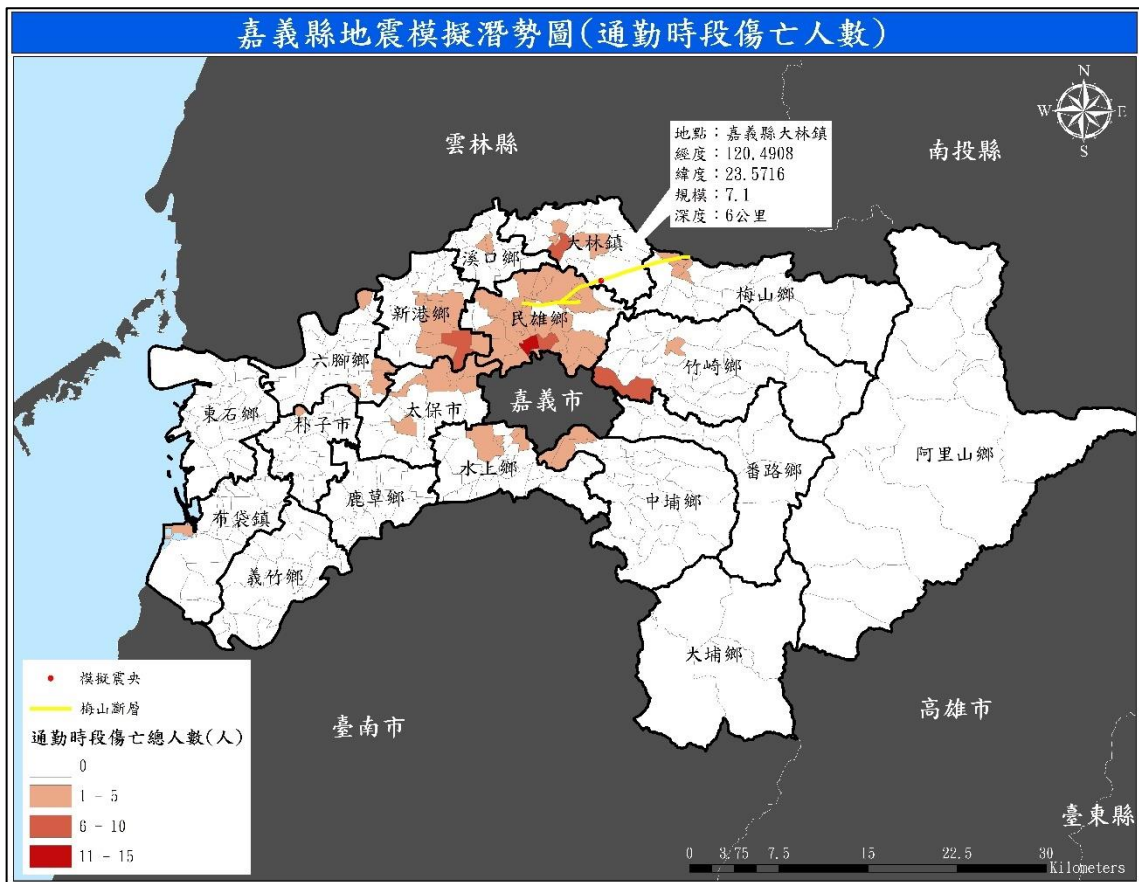 嘉義縣地震模擬潛勢圖(通勤時段傷亡人數)
N
W
E
S
雲林縣
南投縣
地點：嘉義縣大林鎮
經度：120.4908
緯度：23.5716
規模：7.1
深度：6公里
大林鎮
溪口鄉
梅山鄉
新港鄉
民雄鄉
六腳鄉
竹崎鄉
東石鄉
朴子市
太保市
嘉義市
水上鄉
番路鄉
阿里山鄉
鹿草鄉
中埔鄉
布袋鎮
義竹鄉
大埔鄉
臺南市
高雄市
臺東縣
模擬震央
梅山斷層
通勤時段傷亡總人數(人)
0
1 - 5
6 - 10
11 - 15
0 3.75 7.5 15 22.5 30
Kilometers